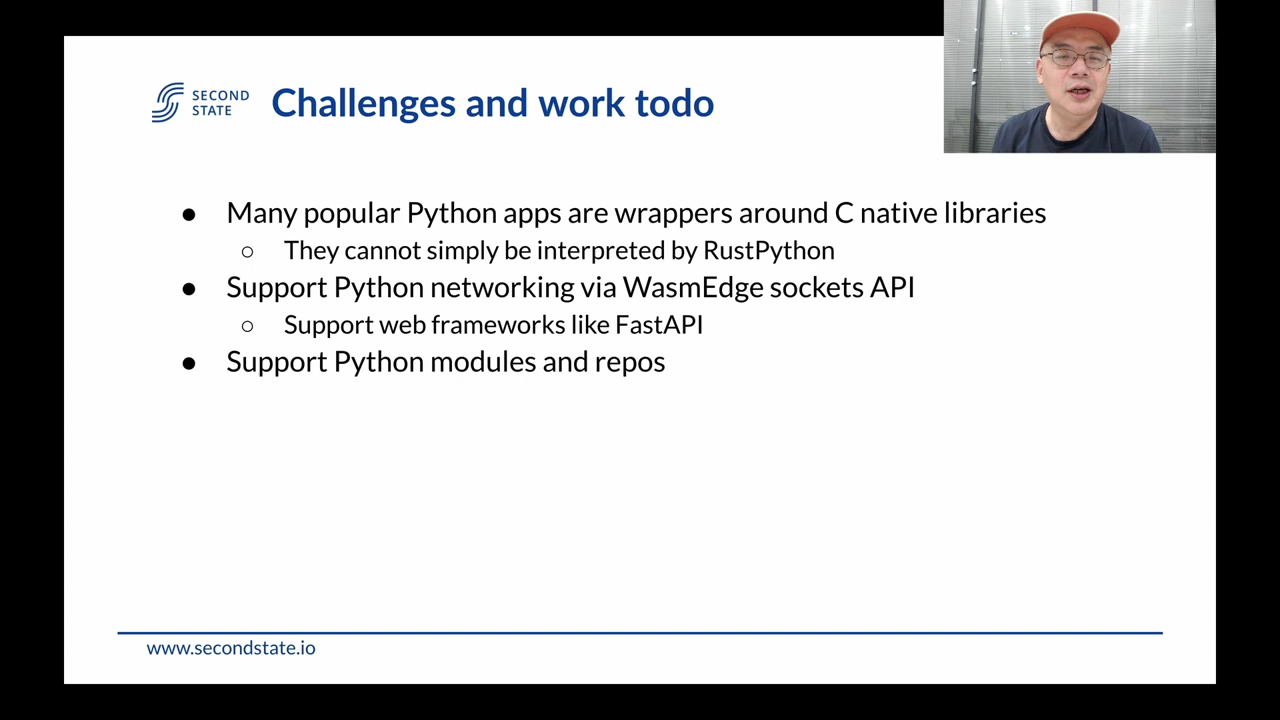 SECOND
STATE
Challenges and work todo
● Many popular Python apps are wrappers around C native libraries
○ They cannot simply be interpreted by RustPython
● Support Python networking via WasmEdge sockets API
○ Support web frameworks like FastAPI
● Support Python modules and repos
www.secondstate.io